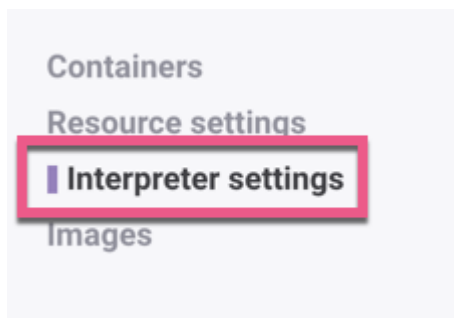 Containers
Resource settings
Interpreter settings
Images